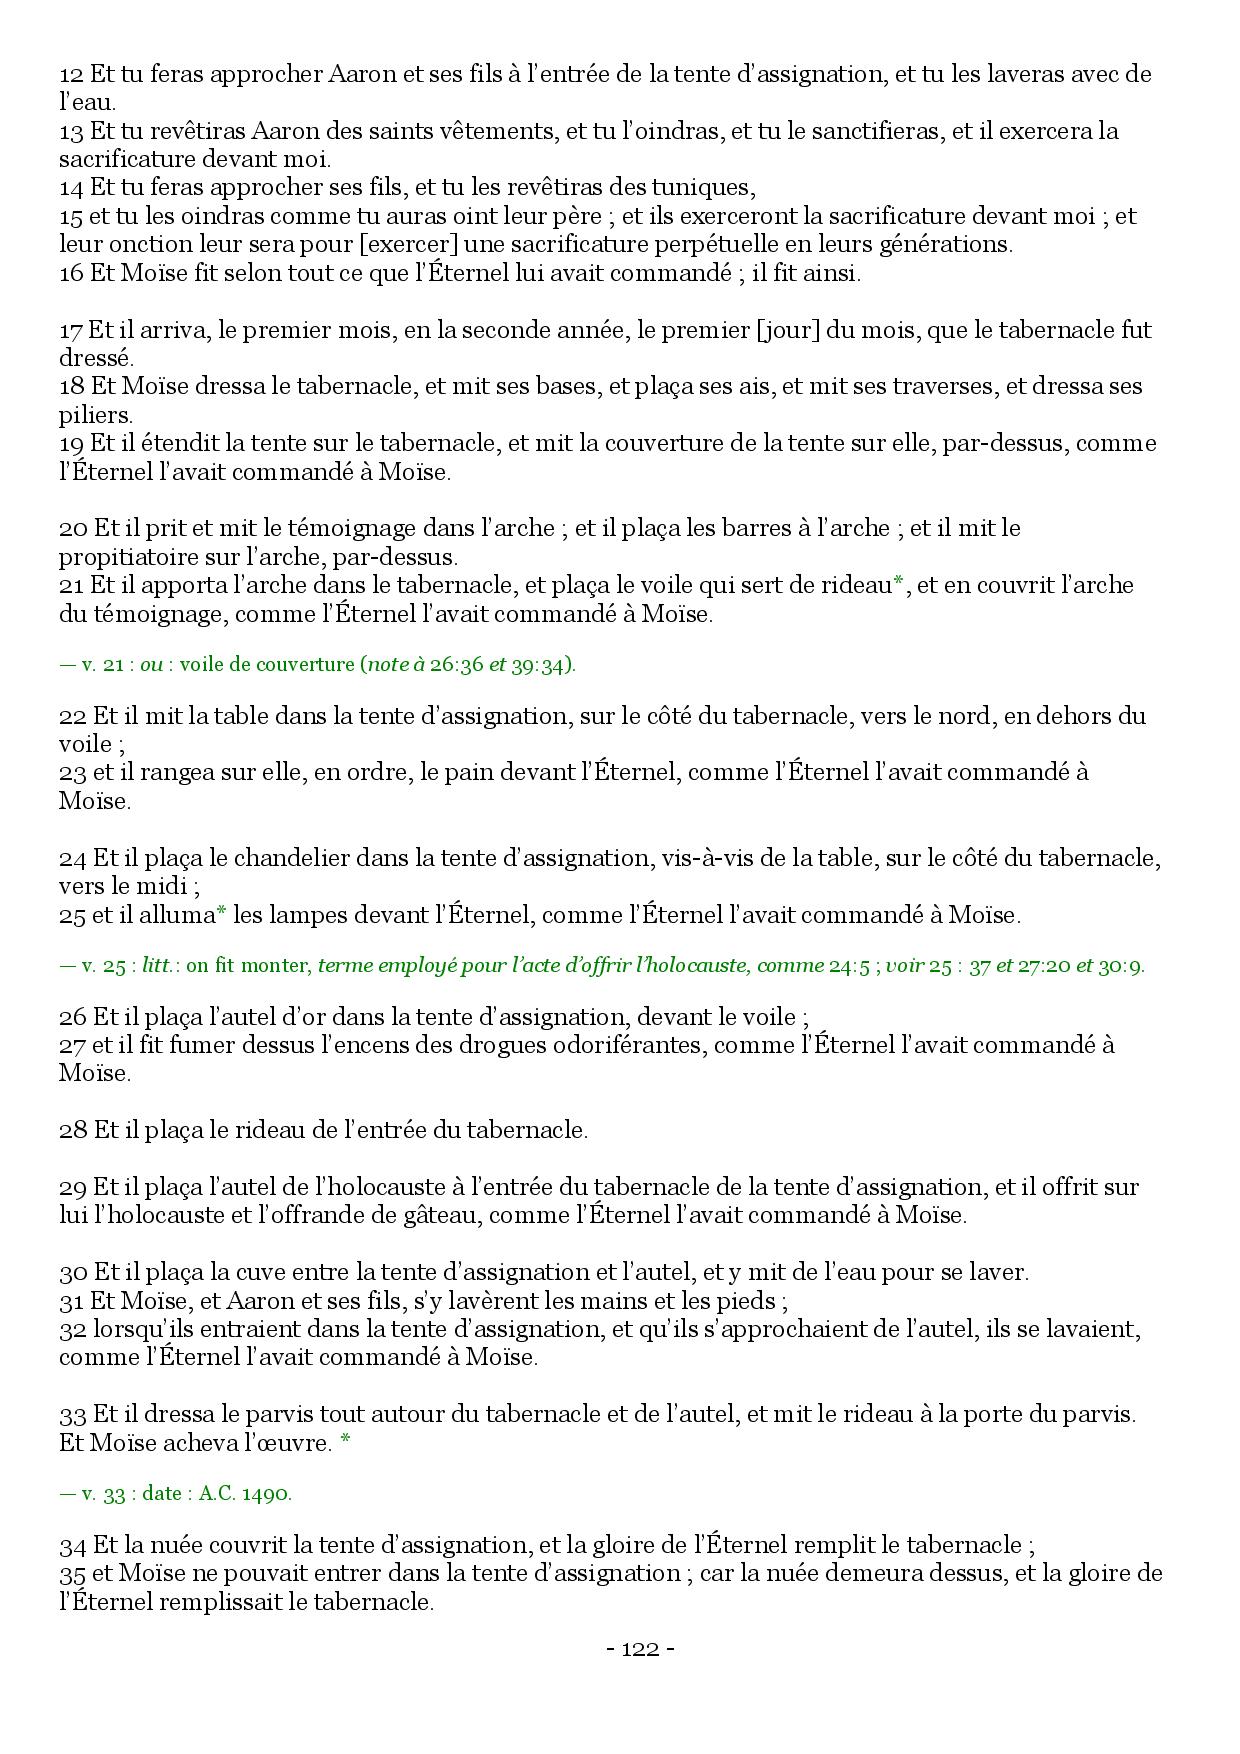 12 Et tu feras approcher Aaron et ses fils à l’entrée de la tente d’assignation, et tu les laveras avec de
l’eau.
13 Et tu revêtiras Aaron des saints vêtements, et tu l’oindras, et tu le sanctifieras, et il exercera la
sacrificature devant moi.
14 Et tu feras approcher ses fils, et tu les revêtiras des tuniques,
15 et tu les oindras comme tu auras oint leur père ; et ils exerceront la sacrificature devant moi ; et
leur onction leur sera pour [exercer] une sacrificature perpétuelle en leurs générations.
16 Et Moïse fit selon tout ce que l’Éternel lui avait commandé ; il fit ainsi.
17 Et il arriva, le premier mois, en la seconde année, le premier [jour] du mois, que le tabernacle fut
dressé.
18 Et Moïse dressa le tabernacle, et mit ses bases, et plaça ses ais, et mit ses traverses, et dressa ses
piliers.
19 Et il étendit la tente sur le tabernacle, et mit la couverture de la tente sur elle, par-dessus, comme
l’Éternel l’avait commandé à Moïse.
20 Et il prit et mit le témoignage dans l’arche ; et il plaça les barres à l’arche ; et il mit le
propitiatoire sur l’arche, par-dessus.
21 Et il apporta l’arche dans le tabernacle, et plaça le voile qui sert de rideau*, et en couvrit l’arche
du témoignage, comme l’Éternel l’avait commandé à Moïse.
— v. 21 : ou : voile de couverture (note à 26:36 et 39:34).
22 Et il mit la table dans la tente d’assignation, sur le côté du tabernacle, vers le nord, en dehors du
voile ;
23 et il rangea sur elle, en ordre, le pain devant l’Éternel, comme l’Éternel l’avait commandé à
Moïse.
24 Et il plaça le chandelier dans la tente d’assignation, vis-à-vis de la table, sur le côté du tabernacle,
vers le midi ;
25 et il alluma* les lampes devant l’Éternel, comme l’Éternel l’avait commandé à Moïse.
— v. 25 : litt.: on fit monter, terme employé pour l’acte d’offrir l’holocauste, comme 24:5 ; voir 25 : 37 et 27:20 et 30:9.
26 Et il plaça l’autel d’or dans la tente d’assignation, devant le voile ;
27 et il fit fumer dessus l’encens des drogues odoriférantes, comme l’Éternel l’avait commandé à
Moïse.
28 Et il plaça le rideau de l’entrée du tabernacle.
29 Et il plaça l’autel de l’holocauste à l’entrée du tabernacle de la tente d’assignation, et il offrit sur
lui l’holocauste et l’offrande de gâteau, comme l’Éternel l’avait commandé à Moïse.
30 Et il plaça la cuve entre la tente d’assignation et l’autel, et y mit de l’eau pour se laver.
31 Et Moïse, et Aaron et ses fils, s’y lavèrent les mains et les pieds ;
32 lorsqu’ils entraient dans la tente d’assignation, et qu’ils s’approchaient de l’autel, ils se lavaient,
comme l’Éternel l’avait commandé à Moïse.
33 Et il dressa le parvis tout autour du tabernacle et de l’autel, et mit le rideau à la porte du parvis.
Et Moïse acheva l’œuvre. *
— v. 33 : date : A.C. 1490.
34 Et la nuée couvrit la tente d’assignation, et la gloire de l’Éternel remplit le tabernacle ;
35 et Moïse ne pouvait entrer dans la tente d’assignation ; car la nuée demeura dessus, et la gloire de
l’Éternel remplissait le tabernacle.
- 122 -